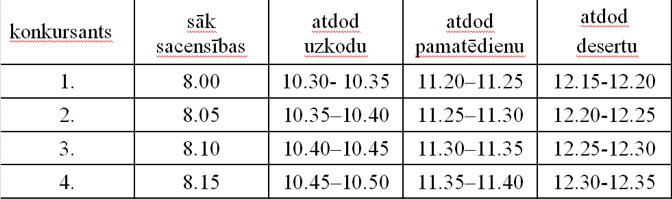 konkursants sāk sacensības atdod uzkodu atdod pamatēdienu atdod desertu
1. 8.00 10.30- 10.35 11.20–11.25 12.15-12.20
2. 8.05 10.35–10.40 11.25–11.30 12.20-12.25
3. 8.10 10.40–10.45 11.30–11.35 12.25-12.30
4. 8.15 10.45–10.50 11.35–11.40 12.30-12.35